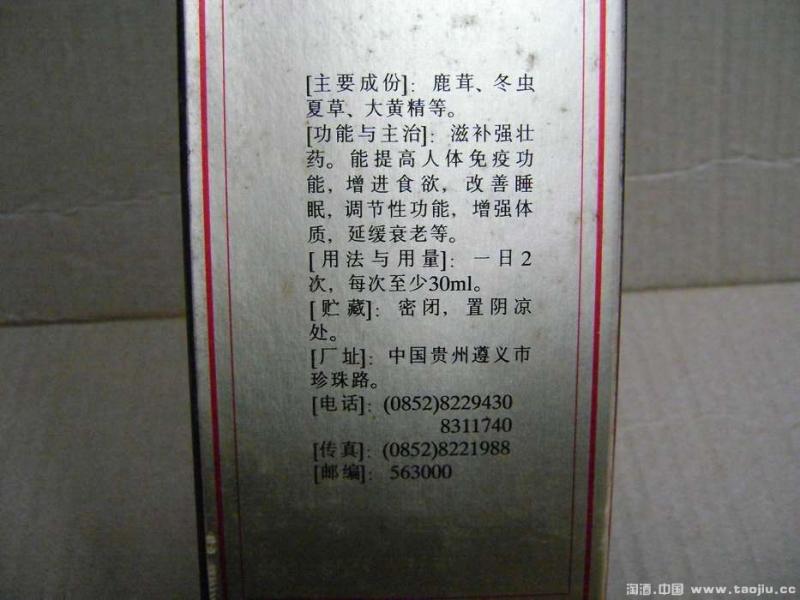 [主要成份]：鹿茸、冬虫
夏草、大黄精等。
[功能与主治]：滋补强壮
药。能提高人体免疫功
能，增进食欲，改善睡
眠，调节性功能，增强体
质，延缓衰老等。
[用法与用量]：一日2
次，每次至少30ml。
[贮藏]：密闭，置阴凉
处。
[厂址]：中国贵州遵义市
珍珠路。
[电话]：(0852)8229430
8311740
[传真]：(0852)8221988
[邮编]：563000
淘酒.中国 www.taojiu.cc